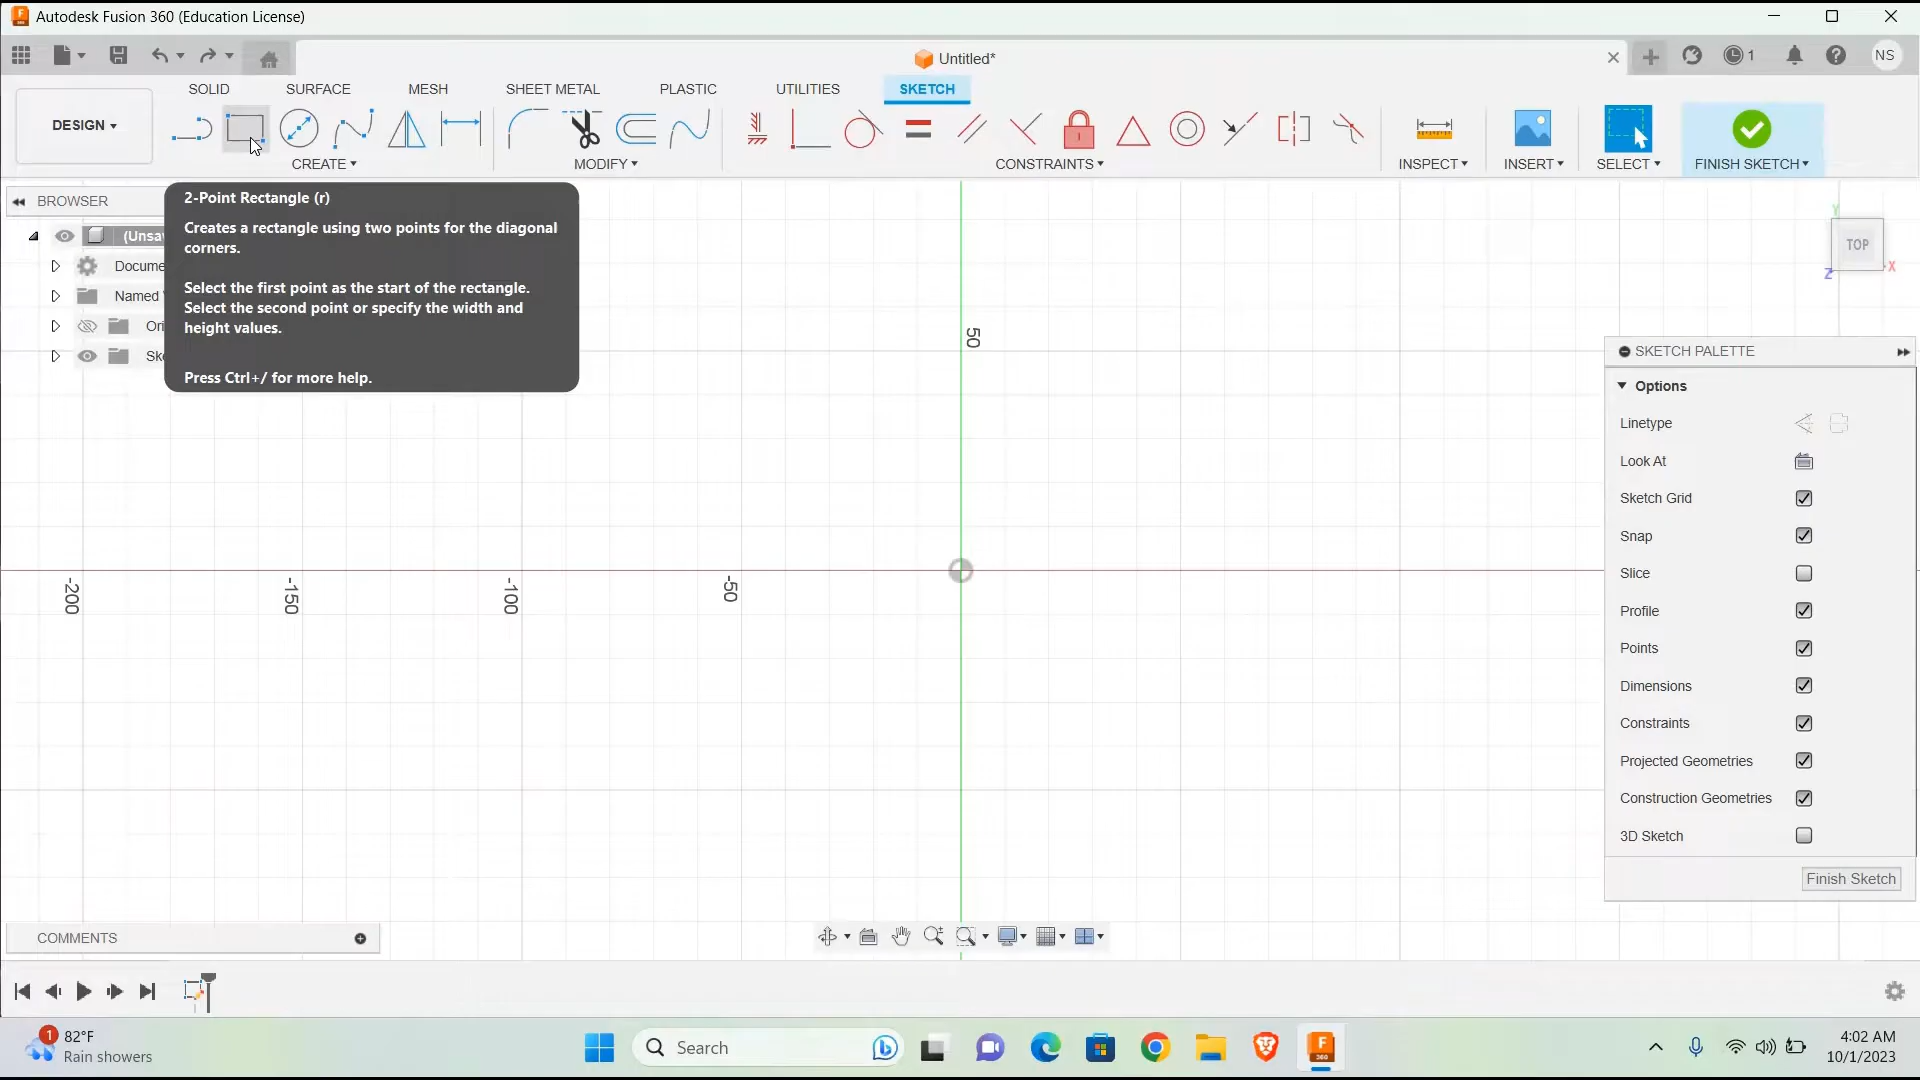 Autodesk Fusion 360 (Education License)
Untitled*
1
NS
SOLID
SURFACE
MESH
SHEET METAL
PLASTIC
UTILITIES
SKETCH
DESIGN
CREATE
MODIFY
CONSTRAINTS
INSPECT
INSERT
SELECT
FINISH SKETCH
BROWSER
(Unsa
Docume
Named
Ori
Ske
2-Point Rectangle (r)
Creates a rectangle using two points for the diagonal
corners.
Select the first point as the start of the rectangle.
Select the second point or specify the width and
height values.
Press Ctrl+/ for more help.
50
-200
-150
-100
-50
Y
TOP
X
Z
SKETCH PALETTE
Options
Linetype
Look At
Sketch Grid
Snap
Slice
Profile
Points
Dimensions
Constraints
Projected Geometries
Construction Geometries
3D Sketch
Finish Sketch
COMMENTS
1
82°F
Rain showers
Search
F
360
4:02 AM
10/1/2023